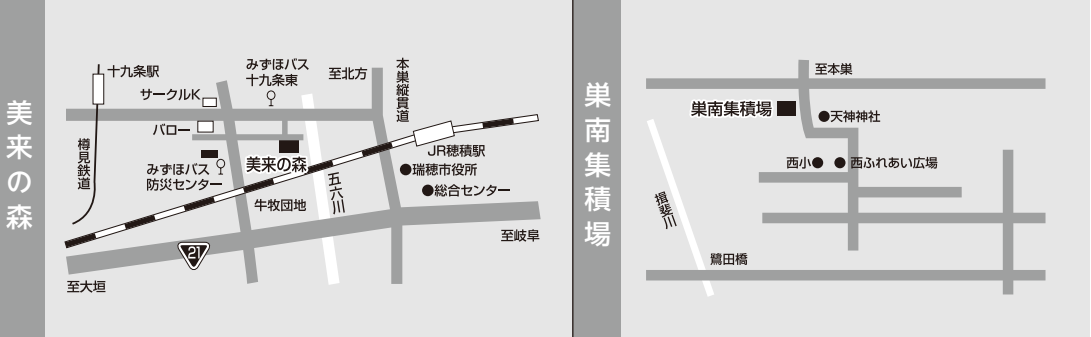 美来の森
十九条駅
サークルK
バロー
樽見鉄道
みずほバス
十九条東
至北方
本巣縦貫道
みずほバス
防災センター
美来の森
JR穂積駅
瑞穂市役所
総合センター
五六川
牛牧団地
至岐阜
21
至大垣
巣南集積場
至本巣
巣南集積場
天神神社
西小
西ふれあい広場
揖斐川
鷺田橋